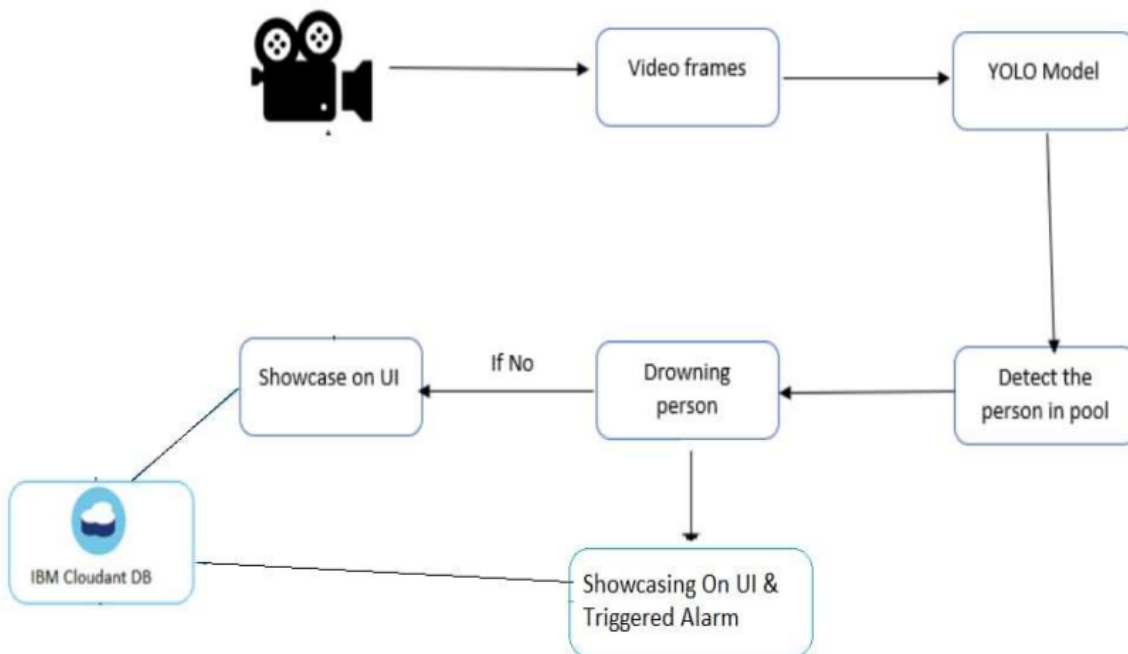 Video frames
YOLO Model
Showcase on UI
If No
Drowning
person
Detect the
person in pool
IBM Cloudant DB
Showcasing On UI &
Triggered Alarm